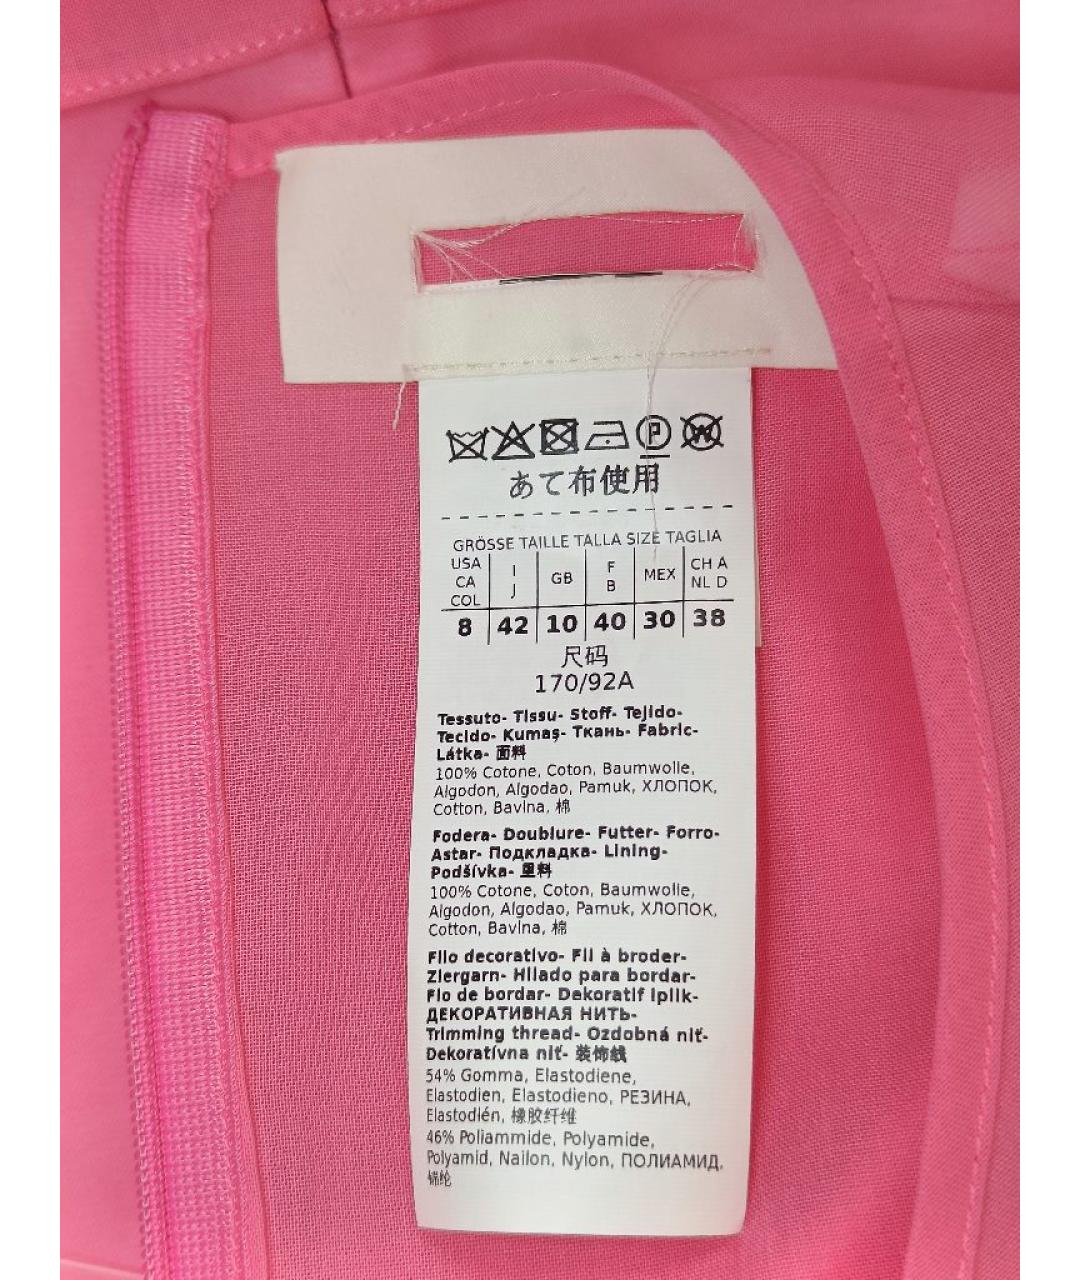 P W
あて布使用
GRÖSSE TAILLE TALLA SIZE TAGLIA
USA CA COL I J GB F B MEX CH A NL D
8 42 10 40 30 38
尺码
170/92A
Tessuto- Tissu- Stoff- Tejido-
Tecido- Kumaş- Ткань- Fabric-
Látka- 面料
100% Cotone, Coton, Baumwolle,
Algodon, Algodao, Pamuk, ХЛОПОК,
Cotton, Bavlna, 棉
Fodera- Doublure- Futter- Forro-
Astar- Подкладка- Lining-
Podšívka- 里料
100% Cotone, Coton, Baumwolle,
Algodon, Algodao, Pamuk, ХЛОПОК,
Cotton, Bavlna, 棉
Filo decorativo- Fil à broder-
Ziergarn- Hilado para bordar-
Fio de bordar- Dekoratif iplik-
ДЕКОРАТИВНАЯ НИТЬ-
Trimming thread- Ozdobná niť-
Dekoratívna niť- 装饰线
54% Gomma, Elastodiene,
Elastodien, Elastodieno, РЕЗИНА,
Elastodién, 橡胶纤维
46% Poliammide, Polyamide,
Polyamid, Nailon, Nylon, ПОЛИАМИД,
锦纶